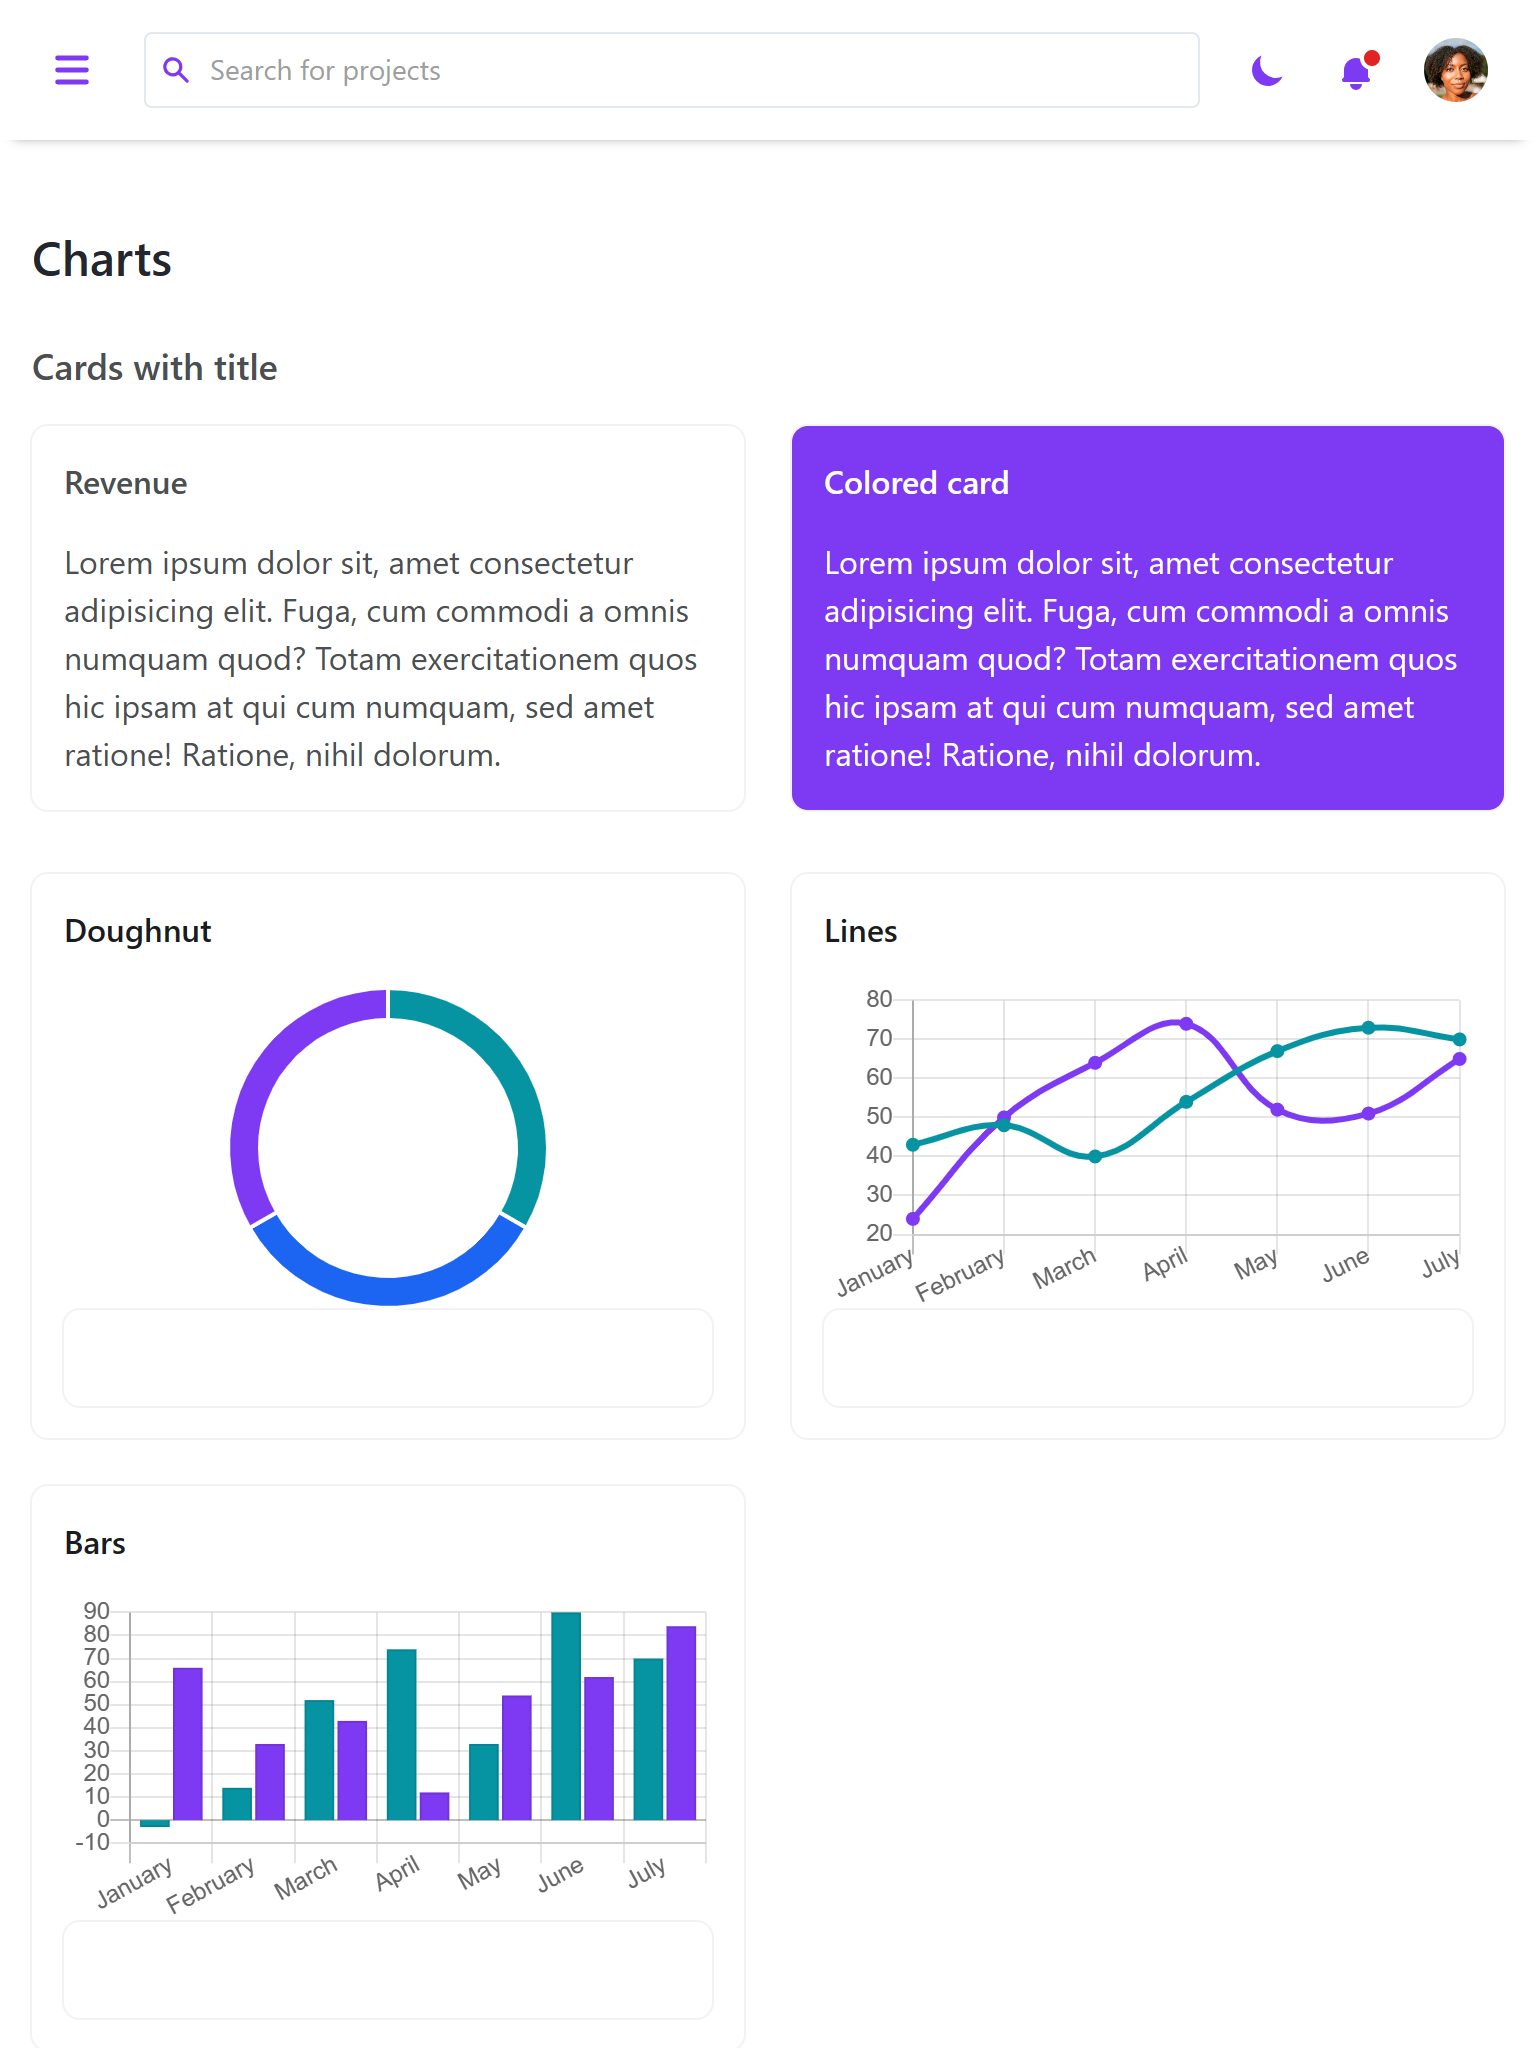 Search for projects
Charts
Cards with title
Revenue
Lorem ipsum dolor sit, amet consectetur
adipisicing elit. Fuga, cum commodi a omnis
numquam quod? Totam exercitationem quos
hic ipsam at qui cum numquam, sed amet
ratione! Ratione, nihil dolorum.
Colored card
Lorem ipsum dolor sit, amet consectetur
adipisicing elit. Fuga, cum commodi a omnis
numquam quod? Totam exercitationem quos
hic ipsam at qui cum numquam, sed amet
ratione! Ratione, nihil dolorum.
Doughnut
Lines
80
70
60
50
40
30
20
January February March April May June July
Bars
90
80
70
60
50
40
30
20
10
0
-10
January February March April May June July